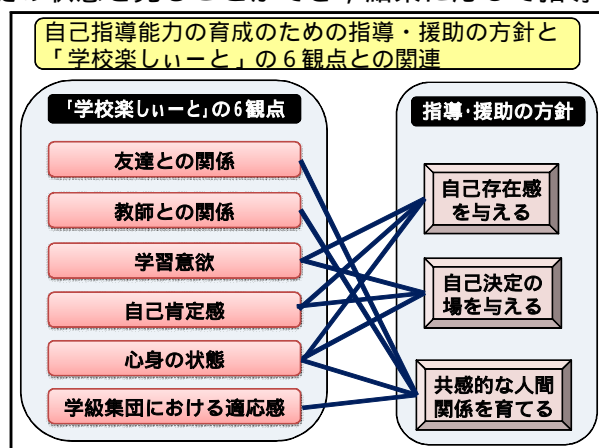 自己指導能力の育成のための指導・援助の方針と
「学校楽しぃーと」の6観点との関連
「学校楽しぃーと」の6観点
友達との関係
教師との関係
学習意欲
自己肯定感
心身の状態
学級集団における適応感
指導・援助の方針
自己存在感
を与える
自己決定の
場を与える
共感的な人間
関係を育てる